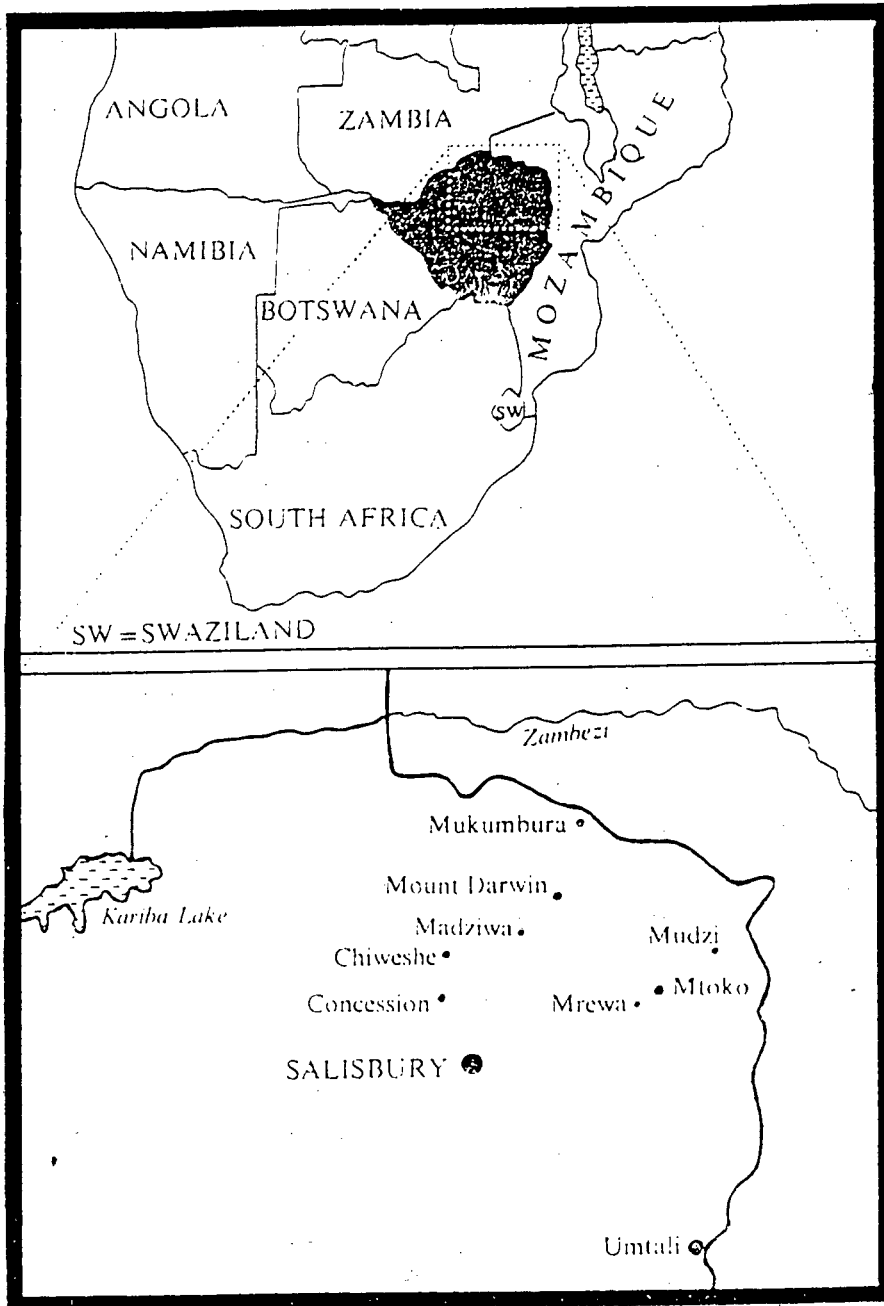 ANGOLA
ZAMBIA
MOZAMBIQUE
NAMIBIA
BOTSWANA
SW
SOUTH AFRICA
SW = SWAZILAND
Zambezi
Mukumbura
Mount Darwin
Kariba Lake
Madziwa
Mudzi
Chiweshe
Mtoko
Concession
Mrewa
SALISBURY
Umtali